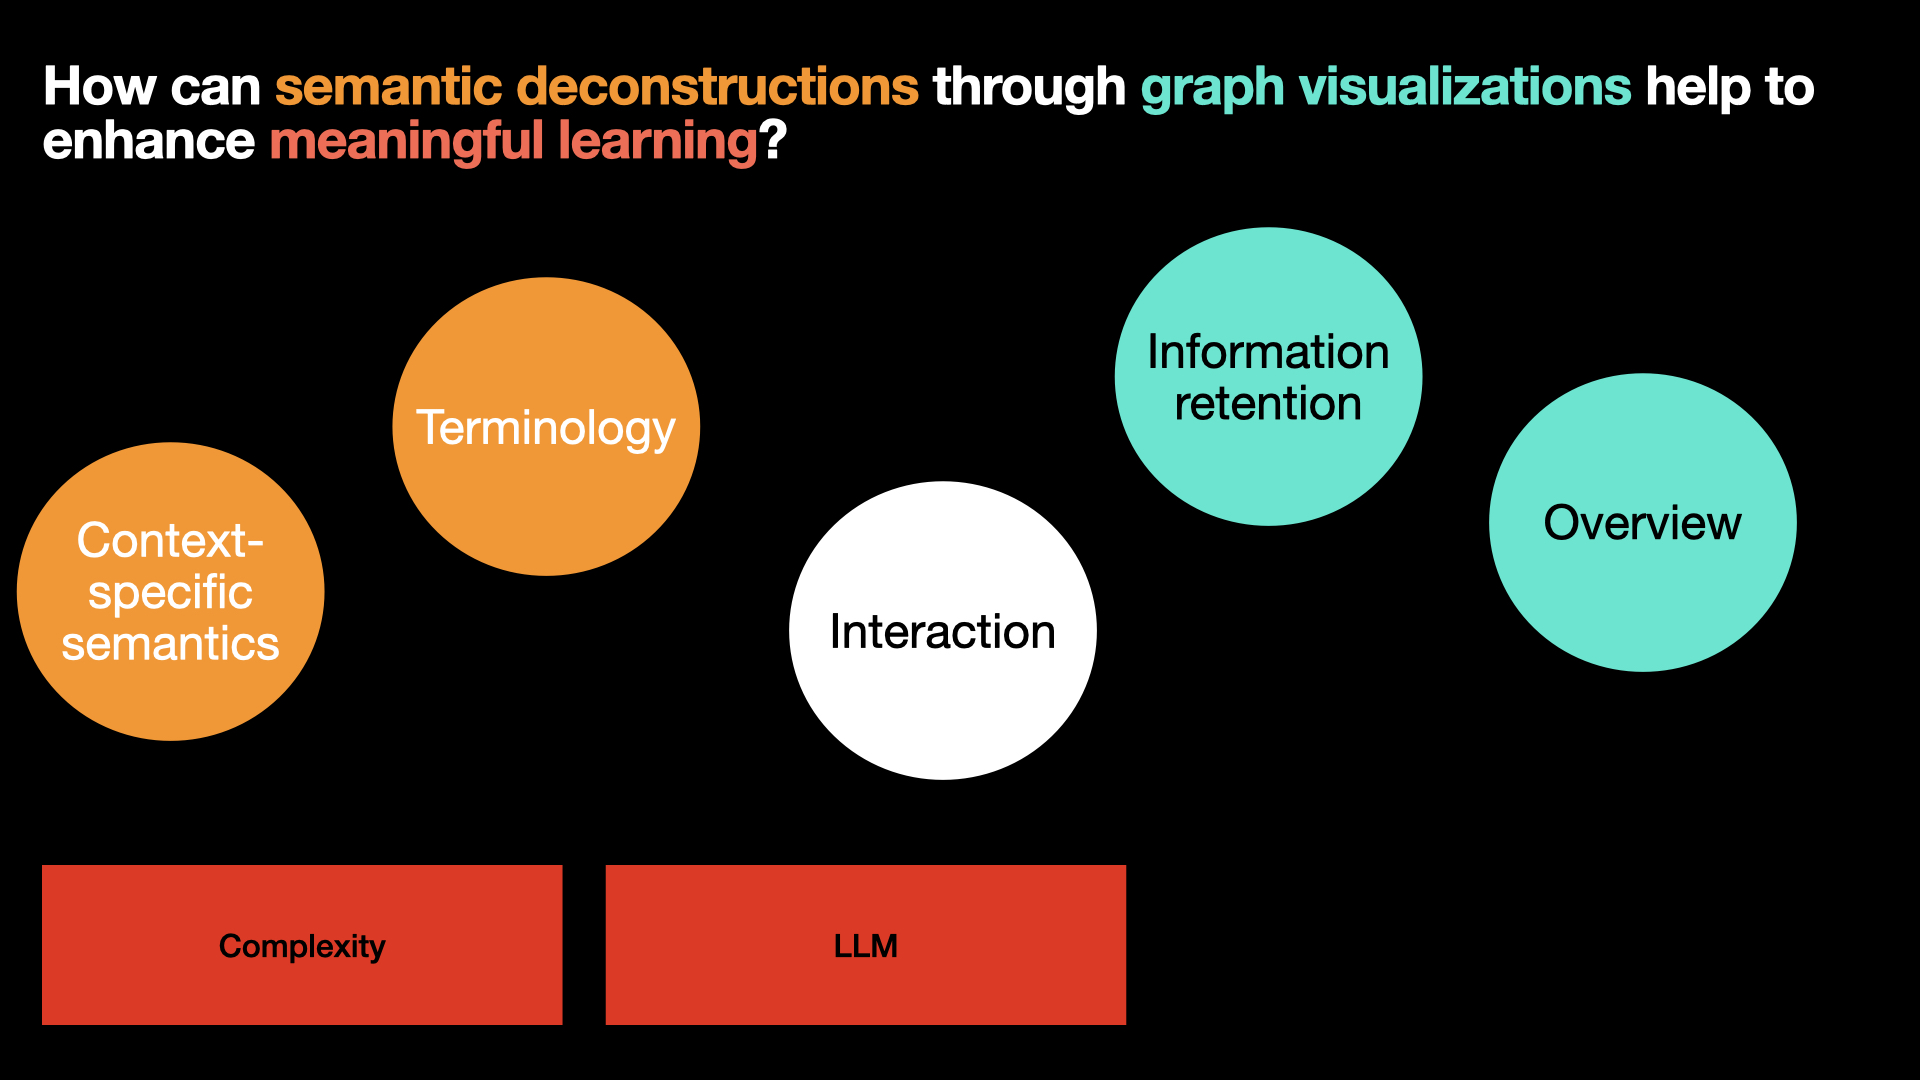 How can semantic deconstructions through graph visualizations help to
enhance meaningful learning?
Context-
specific
semantics
Terminology
Interaction
Information
retention
Overview
Complexity
LLM